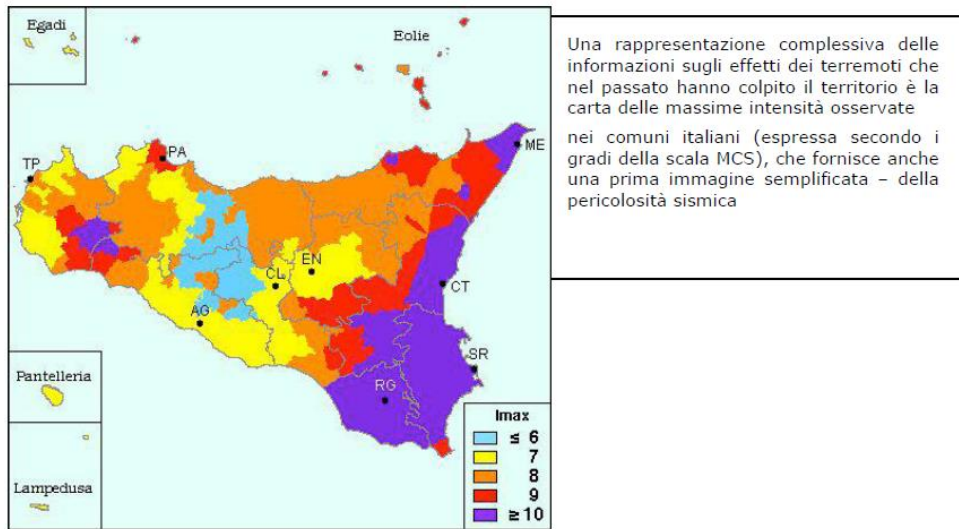 Egadi
Eolie
TP
PA
ME
EN
CL
CT
AG
SR
RG
Pantelleria
Lampedusa
Imax
≤ 6
7
8
9
≥ 10
Una rappresentazione complessiva delle
informazioni sugli effetti dei terremoti che
nel passato hanno colpito il territorio è la
carta delle massime intensità osservate
nei comuni italiani (espressa secondo i
gradi della scala MCS), che fornisce anche
una prima immagine semplificata – della
pericolosità sismica